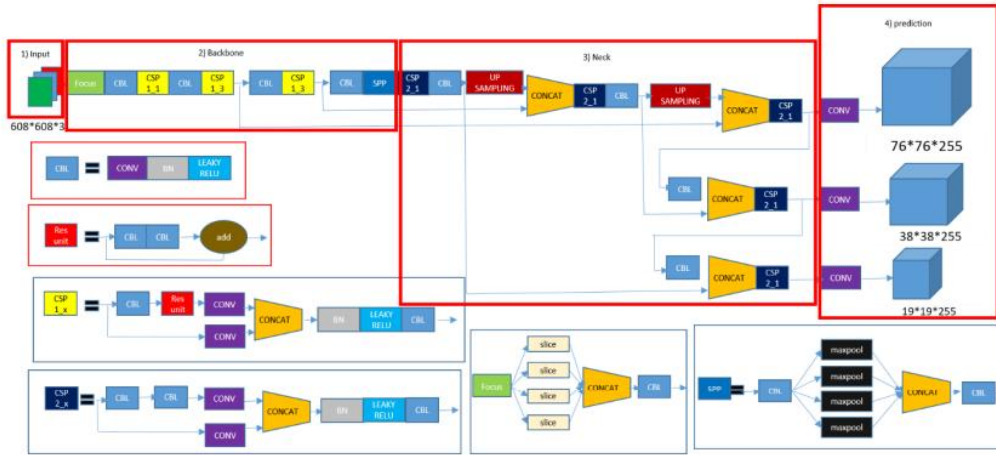 1) Input
2) Backbone
3) Neck
4) prediction
Focus
CBL
CSP
1_1
CBL
CSP
1_3
CBL
CSP
1_3
CBL
SPP
CSP
2_1
CBL
UP
SAMPLING
CONCAT
CSP
2_1
CBL
UP
SAMPLING
CONCAT
CSP
2_1
CONV
608*608*3
76*76*255
CBL
CONCAT
CSP
2_1
CONV
38*38*255
CBL
CONCAT
CSP
2_1
CONV
19*19*255
CBL
CONV
BN
LEAKY
RELU
Res
unit
CBL
CBL
add
CSP
1_x
CBL
Res
unit
CONV
CONV
CONCAT
BN
LEAKY
RELU
CBL
CSP
2_x
CBL
CBL
CONV
CONV
CONCAT
BN
LEAKY
RELU
CBL
Focus
slice
slice
slice
slice
CONCAT
CBL
SPP
CBL
maxpool
maxpool
maxpool
maxpool
CONCAT
CBL